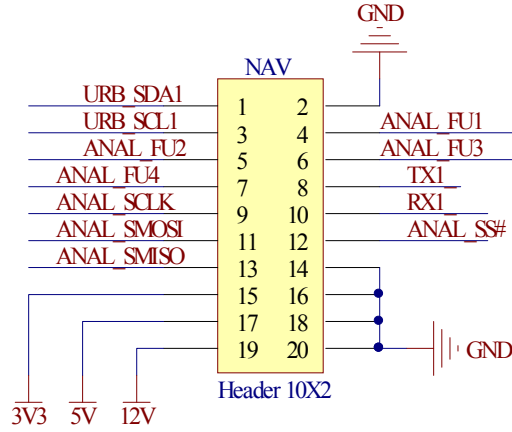 GND
NAV
URB_SDA1 1 2
URB_SCL1 3 4 ANAL_FU1
ANAL_FU2 5 6 ANAL_FU3
ANAL_FU4 7 8 TX1
ANAL_SCLK 9 10 RX1
ANAL_SMOSI 11 12 ANAL_SS#
ANAL_SMISO 13 14
15 16
17 18
19 20 GND
Header 10X2
3V3 5V 12V